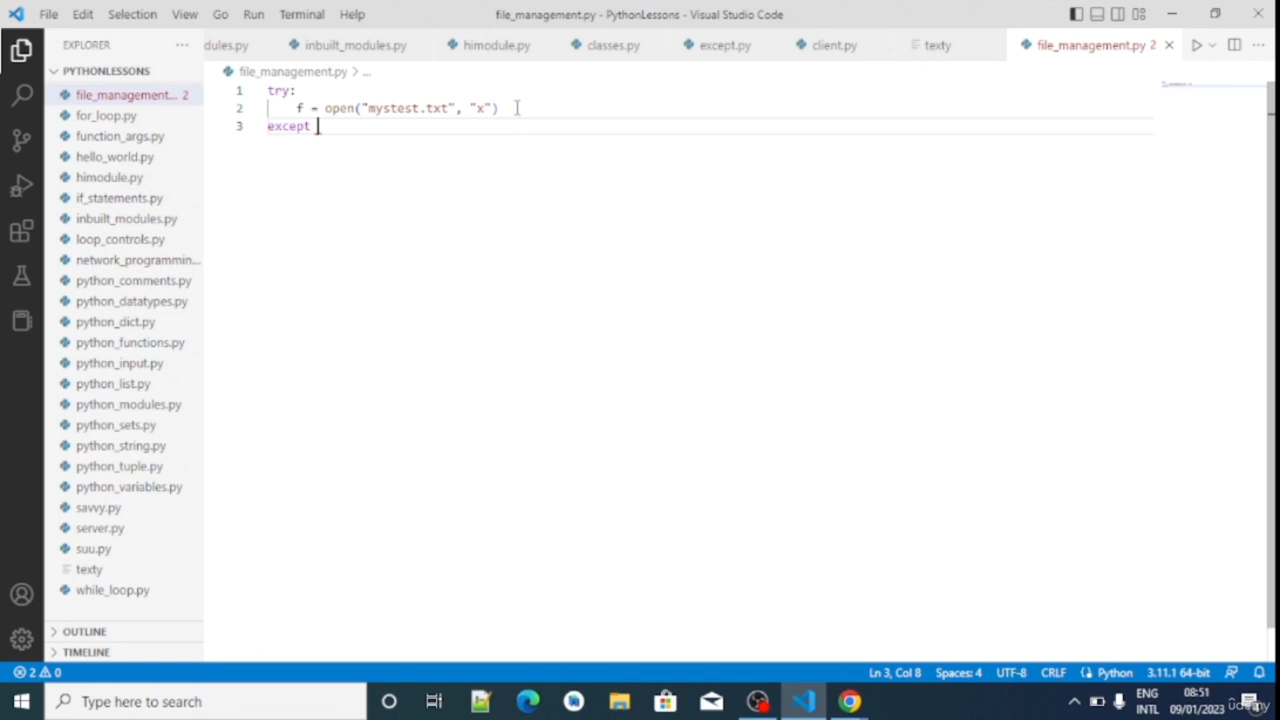 File Edit Selection View Go Run Terminal Help file_management.py - PythonLessons - Visual Studio Code
EXPLORER dules.py inbuilt_modules.py himodule.py classes.py except.py client.py texty file_management.py 2
PYTHONLESSONS file_management.py > ...
file_management... 2
for_loop.py
function_args.py
hello_world.py
himodule.py
if_statements.py
inbuilt_modules.py
loop_controls.py
network_programmin...
python_comments.py
python_datatypes.py
python_dict.py
python_functions.py
python_input.py
python_list.py
python_modules.py
python_sets.py
python_string.py
python_tuple.py
python_variables.py
savvy.py
server.py
suu.py
texty
while_loop.py
OUTLINE
TIMELINE
1 try:
2 f = open("mystest.txt", "x")
3 except
2 0 Ln 3, Col 8 Spaces: 4 UTF-8 CRLF Python 3.11.1 64-bit
Type here to search ENG 08:51
INTL 09/01/2023
udemy